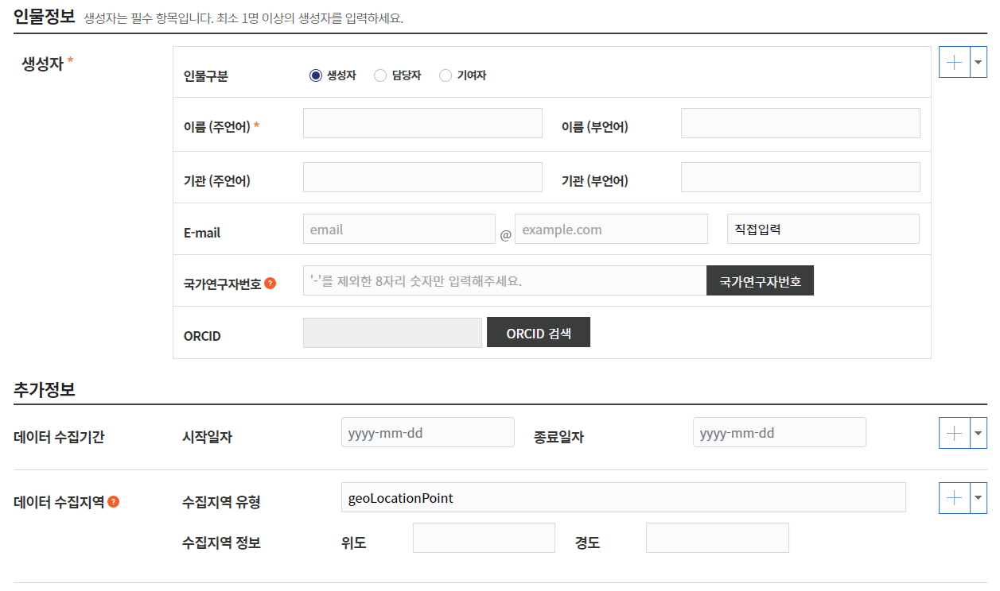 인물정보 생성자는 필수 항목입니다. 최소 1명 이상의 생성자를 입력하세요.
생성자 *
인물구분 생성자 담당자 기여자
이름 (주언어) * 이름 (부언어)
기관 (주언어) 기관 (부언어)
E-mail email @ example.com 직접입력
국가연구자번호 ? '-'를 제외한 8자리 숫자만 입력해주세요. 국가연구자번호
ORCID ORCID 검색
추가정보
데이터 수집기간 시작일자 yyyy-mm-dd 종료일자 yyyy-mm-dd
데이터 수집지역 ? 수집지역 유형 geoLocationPoint
수집지역 정보 위도 경도